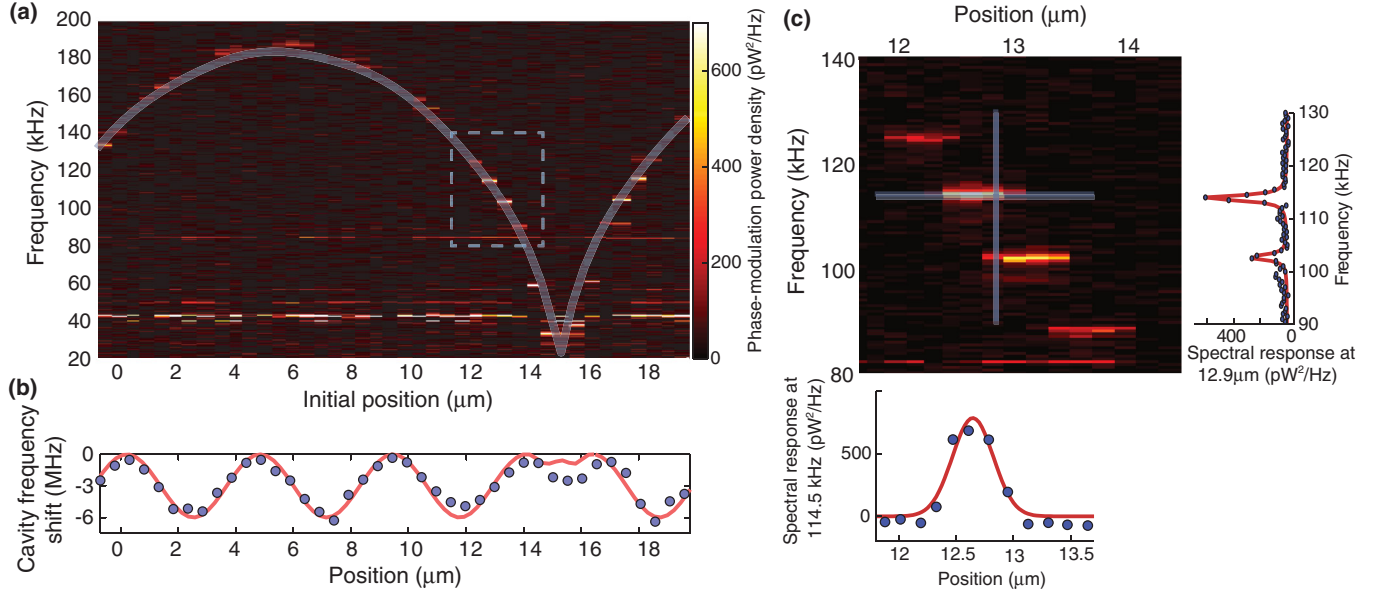 (a)
200
180
160
140
120
100
80
60
40
20
Frequency (kHz)
0 2 4 6 8 10 12 14 16 18
Initial position (μm)
600
400
200
0
Phase-modulation power density (pW²/Hz)
(b)
0
-3
-6
Cavity frequency
shift (MHz)
0 2 4 6 8 10 12 14 16 18
Position (μm)
(c)
Position (μm)
12 13 14
140
120
100
80
Frequency (kHz)
130
120
110
100
90
Frequency (kHz)
400 0
Spectral response at
12.9μm (pW²/Hz)
500
0
Spectral response at
114.5 kHz (pW²/Hz)
12 12.5 13 13.5
Position (μm)